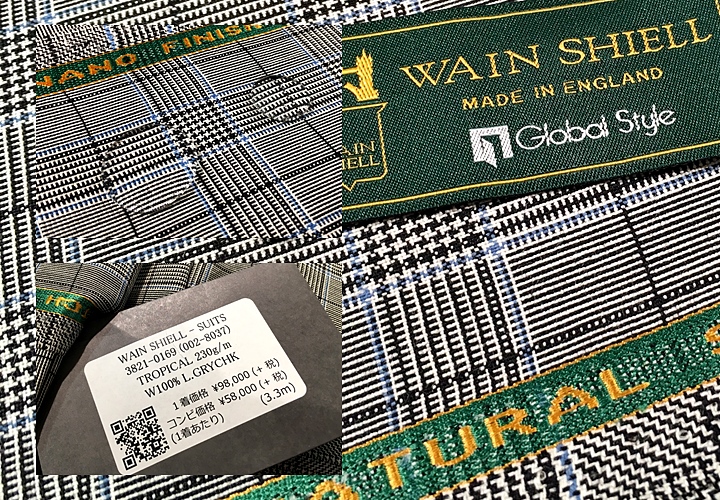 NANO FINISH
WAIN SHIELL
MADE IN ENGLAND
Global Style
WAIN
SHIELL
WAIN SHIELL - SUITS
3821-0169 (002-8037)
TROPICAL 230g/m
W100% L.GRYCHK
1着価格 ¥98,000 (+ 税)
コンビ価格 ¥58,000 (+ 税)
(1着あたり) (3.3m)
TURAL